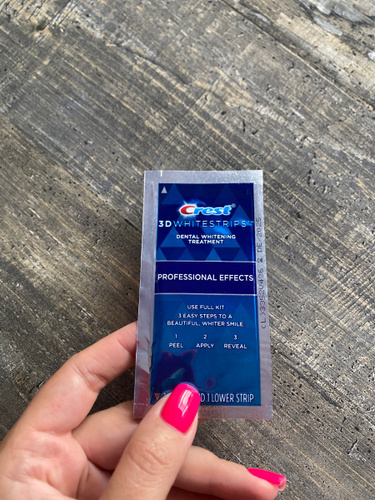 Crest
3DWHITESTRIPS
DENTAL WHITENING
TREATMENT
PROFESSIONAL EFFECTS
USE FULL KIT
3 EASY STEPS TO A
BEAUTIFUL, WHITER SMILE
1 2 3
PEEL APPLY REVEAL
1 LOWER STRIP